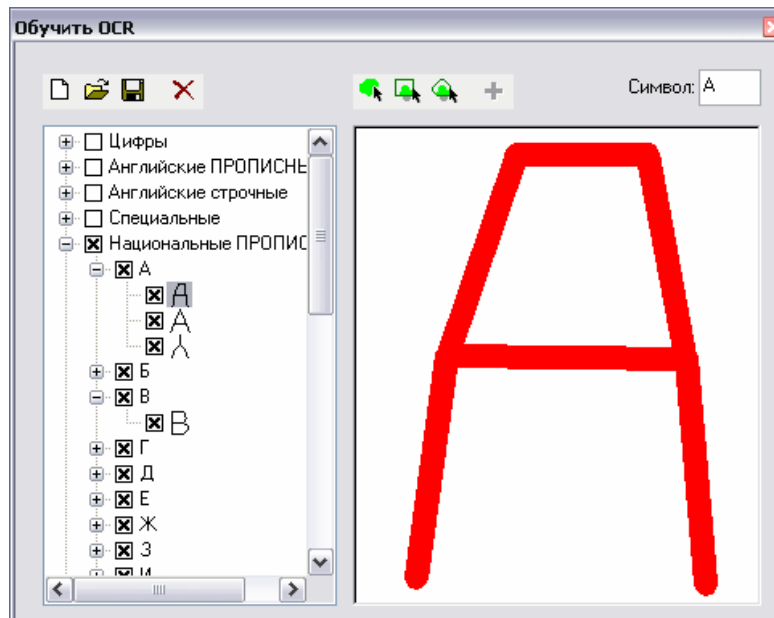 Обучить OCR
Символ: А
Цифры
Английские ПРОПИСНЫ
Английские строчные
Специальные
Национальные ПРОПИС
А
А
А
Б
В
В
Г
Д
Е
Ж
З
И
А